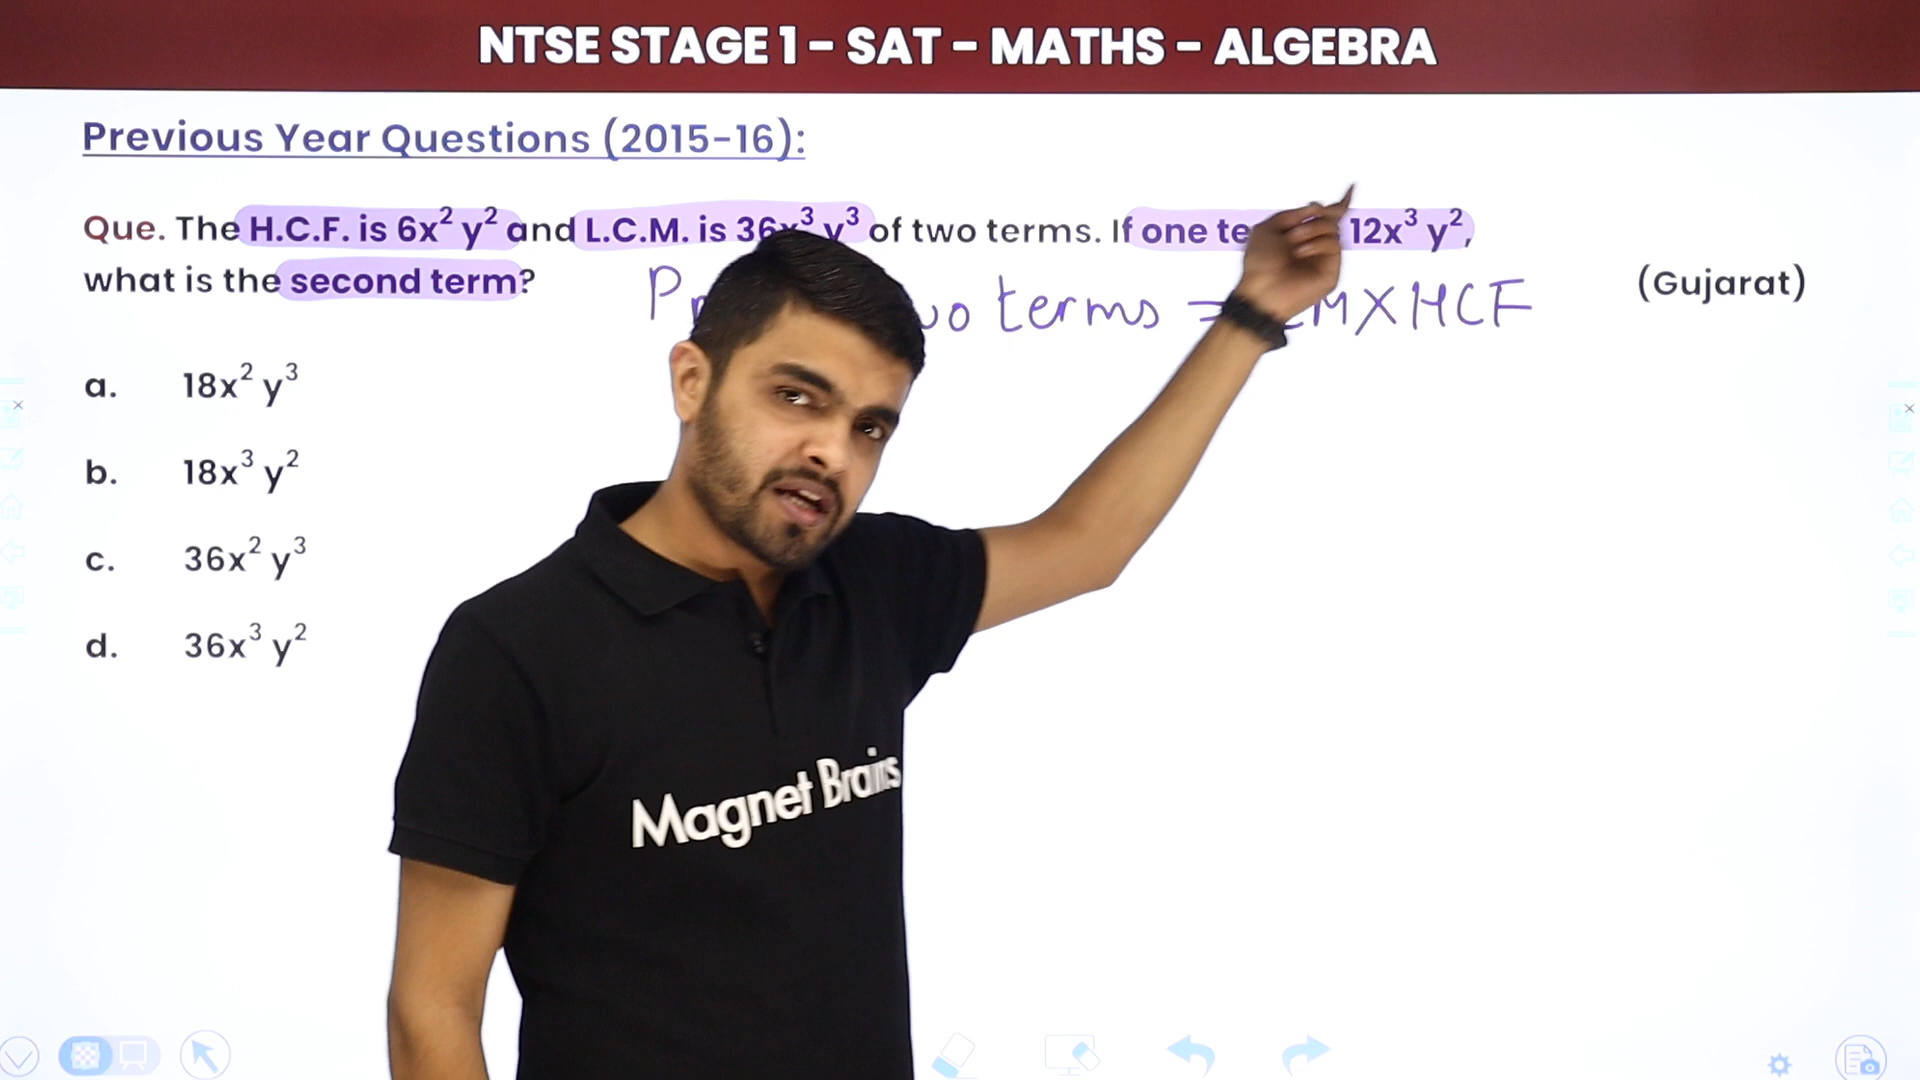 NTSE STAGE 1 – SAT – MATHS – ALGEBRA
Previous Year Questions (2015-16):
Que. The H.C.F. is 6x² y² and L.C.M. is 36x³ y³ of two terms. If one 12x³ y²,
what is the second term?
(Gujarat)
terms = X HCF
a. 18x² y³
b. 18x³ y²
c. 36x² y³
d. 36x³ y²
Magnet Brains